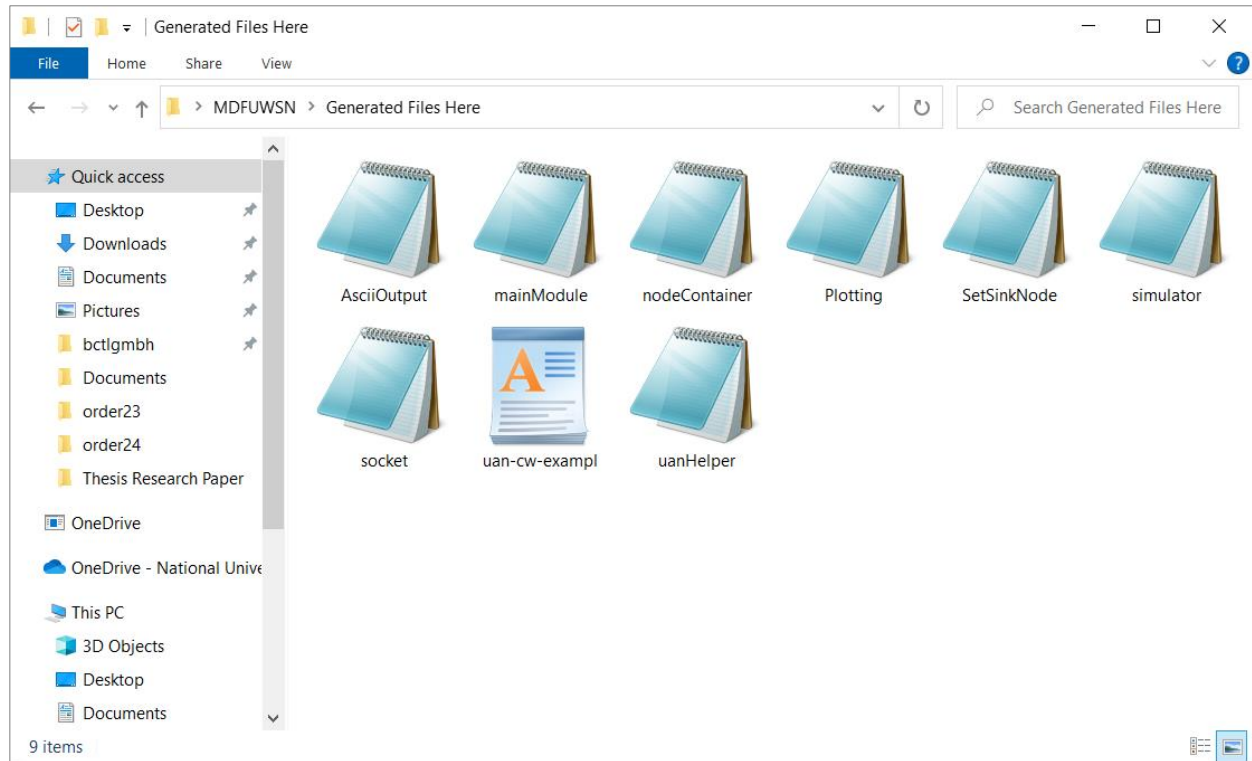 Generated Files Here
File Home Share View
?
MDFUWSN > Generated Files Here
Search Generated Files Here
Quick access
Desktop
Downloads
Documents
Pictures
bctlgmbh
Documents
order23
order24
Thesis Research Paper
OneDrive
OneDrive - National Unive
This PC
3D Objects
Desktop
Documents
AsciiOutput mainModule nodeContainer Plotting SetSinkNode simulator
A
socket uan-cw-exampl uanHelper
9 items